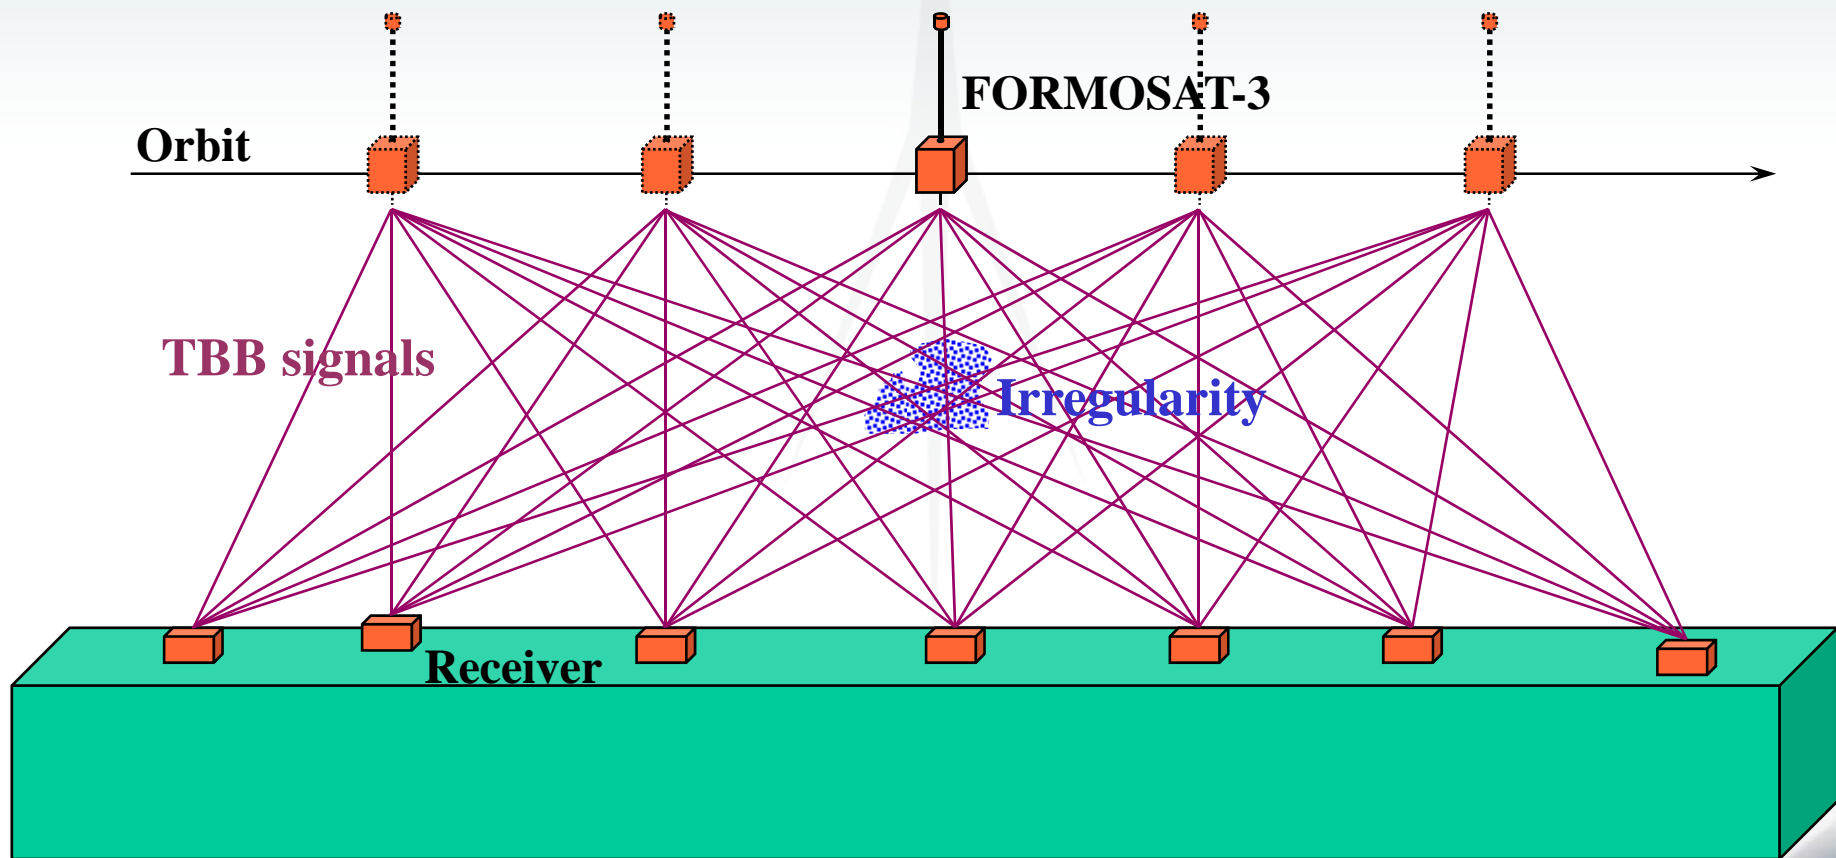 FORMOSAT-3
Orbit
TBB signals
Irregularity
Receiver